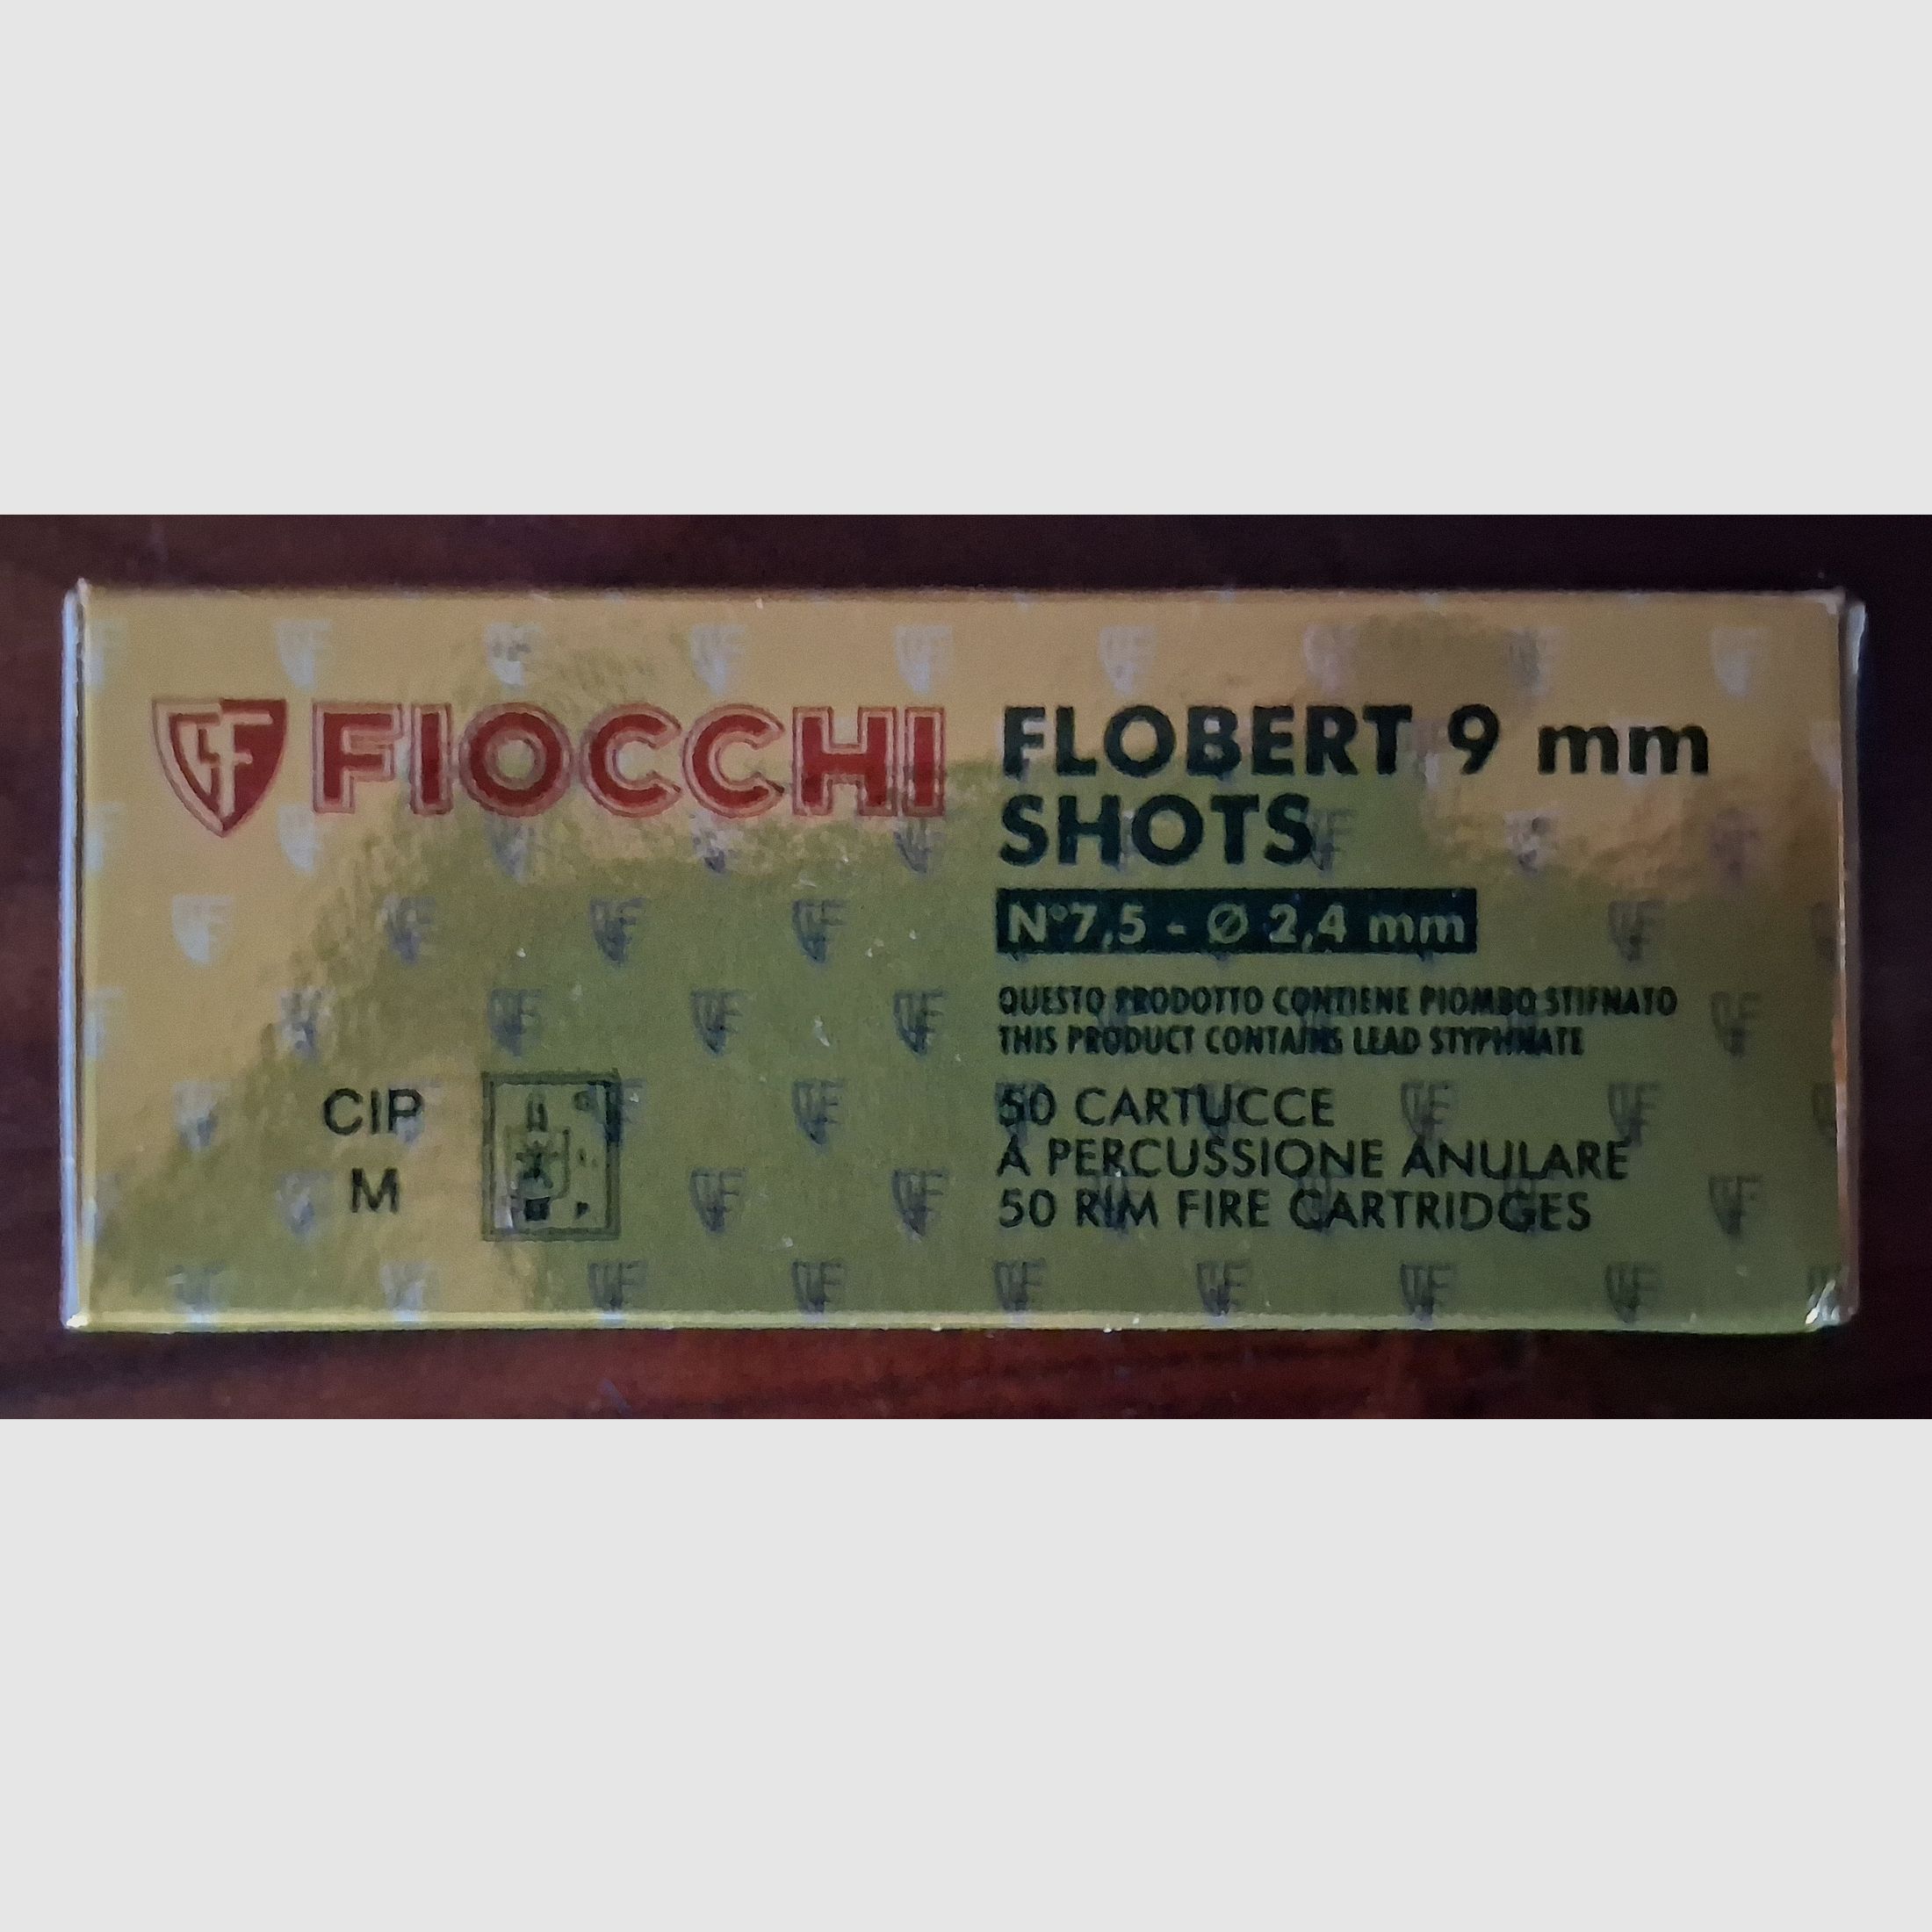 FIOCCHI
FLOBERT 9 mm
SHOTS
N°7,5 - Ø 2,4 mm
QUESTO PRODOTTO CONTIENE PIOMBO STIFNATO
THIS PRODUCT CONTAINS LEAD STYPHNATE
CIP
M
50 CARTUCCE
A PERCUSSIONE ANULARE
50 RIM FIRE CARTRIDGES